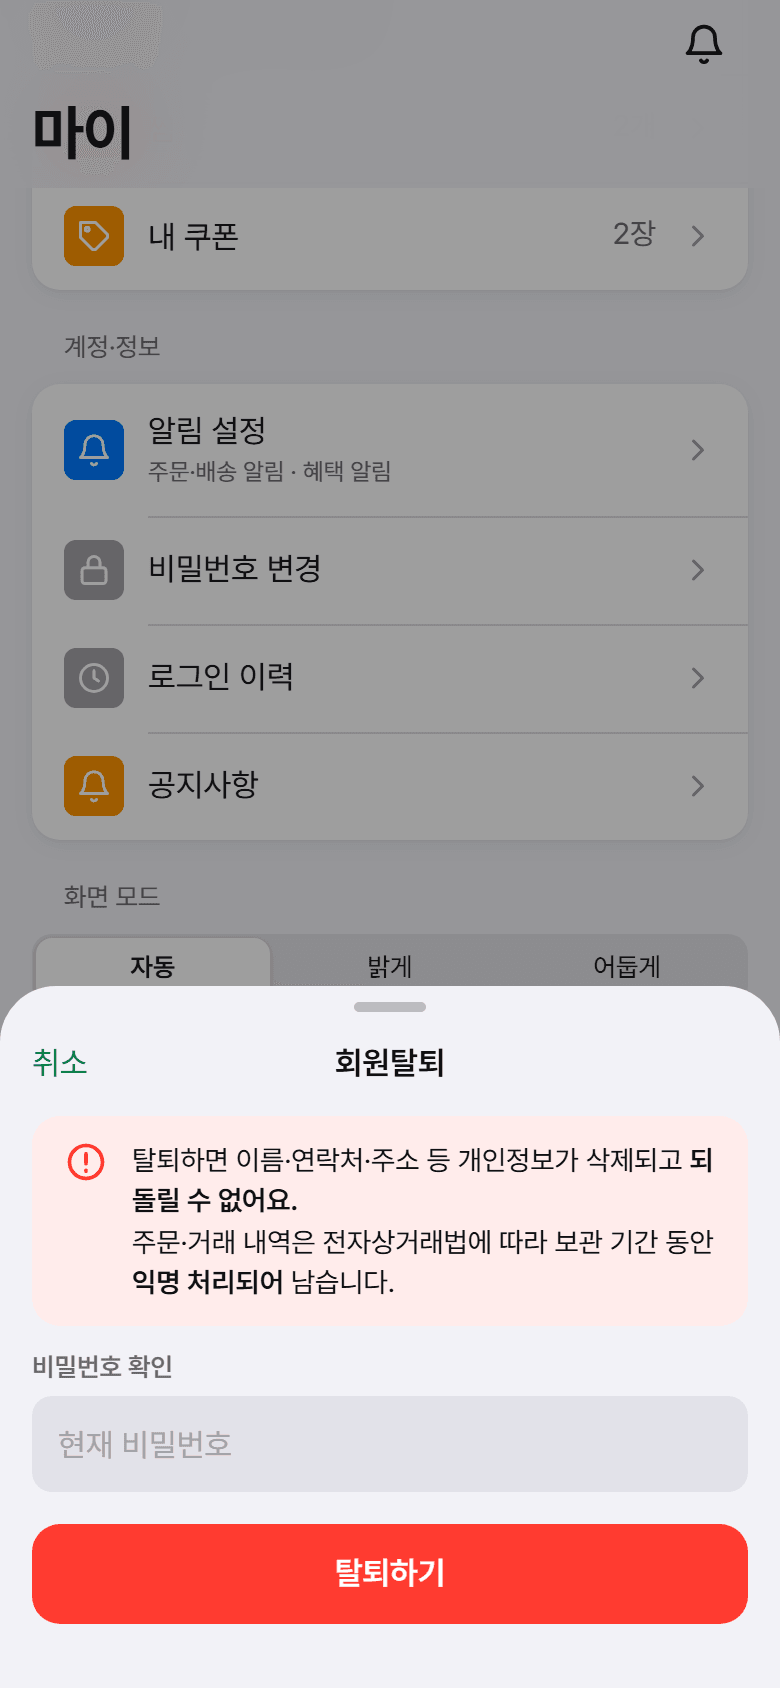 마이
내 쿠폰 2장
계정·정보
알림 설정
주문·배송 알림 · 혜택 알림
비밀번호 변경
로그인 이력
공지사항
화면 모드
자동 밝게 어둡게
취소 회원탈퇴
탈퇴하면 이름·연락처·주소 등 개인정보가 삭제되고 되
돌릴 수 없어요.
주문·거래 내역은 전자상거래법에 따라 보관 기간 동안
익명 처리되어 남습니다.
비밀번호 확인
현재 비밀번호
탈퇴하기